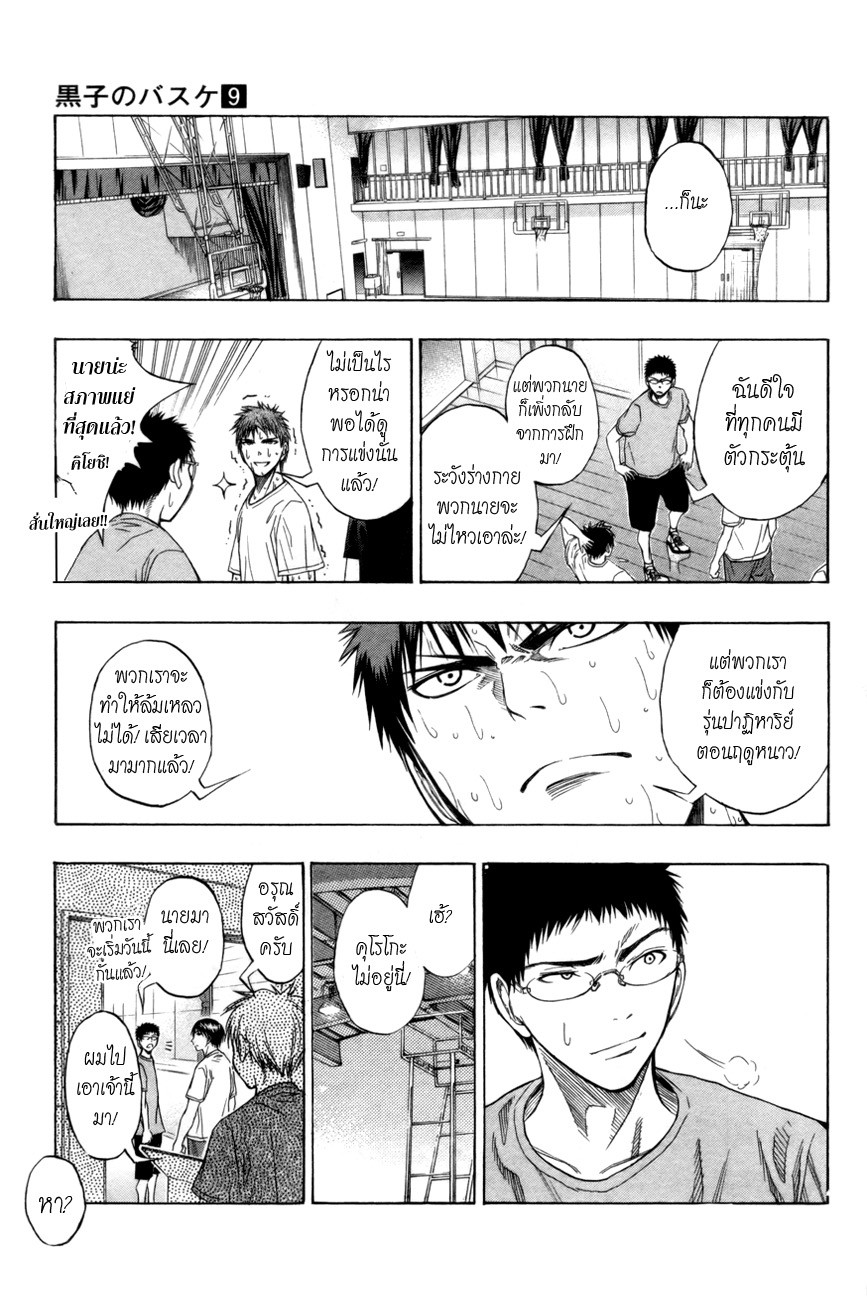 黒子のバスケ 9
...ก็นะ
ฉันดีใจ
ที่ทุกคนมี
ตัวกระตุ้น
แต่พวกนาย
ก็เพิ่งกลับ
จากการฝึก
มา!
ระวังร่างกาย
พวกนายจะ
ไม่ไหวเอาล่ะ!
ไม่เป็นไร
หรอกน่า
พอได้ดู
การแข่งนั่น
แล้ว!
นายน่ะ
สภาพแย่
ที่สุดแล้ว!
คิโยชิ!
สั่นใหญ่เลย!!
แต่พวกเรา
ก็ต้องแข่งกับ
รุ่นปาฏิหาริย์
ตอนฤดูหนาว!
พวกเราจะ
ทำให้ล้มเหลว
ไม่ได้! เสียเวลา
มามากแล้ว!
เฮ้?
คุโรโกะ
ไม่อยู่นี่!
อรุณ
สวัสดิ์
ครับ
นายมา
นี่เลย!
พวกเรา
จะเริ่มวันนี้
กันแล้ว!
ผมไป
เอาเจ้านี้
มา!
หา?